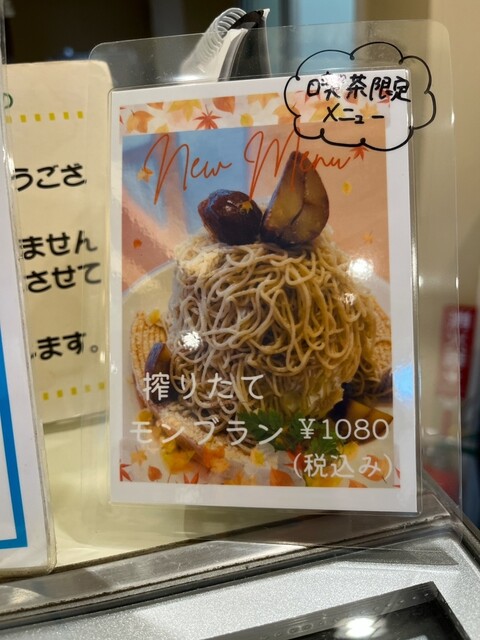 喫茶限定
メニュー
New Menu
搾りたて
モンブラン ¥1080
(税込み)
うござ
ません
させて
ます。